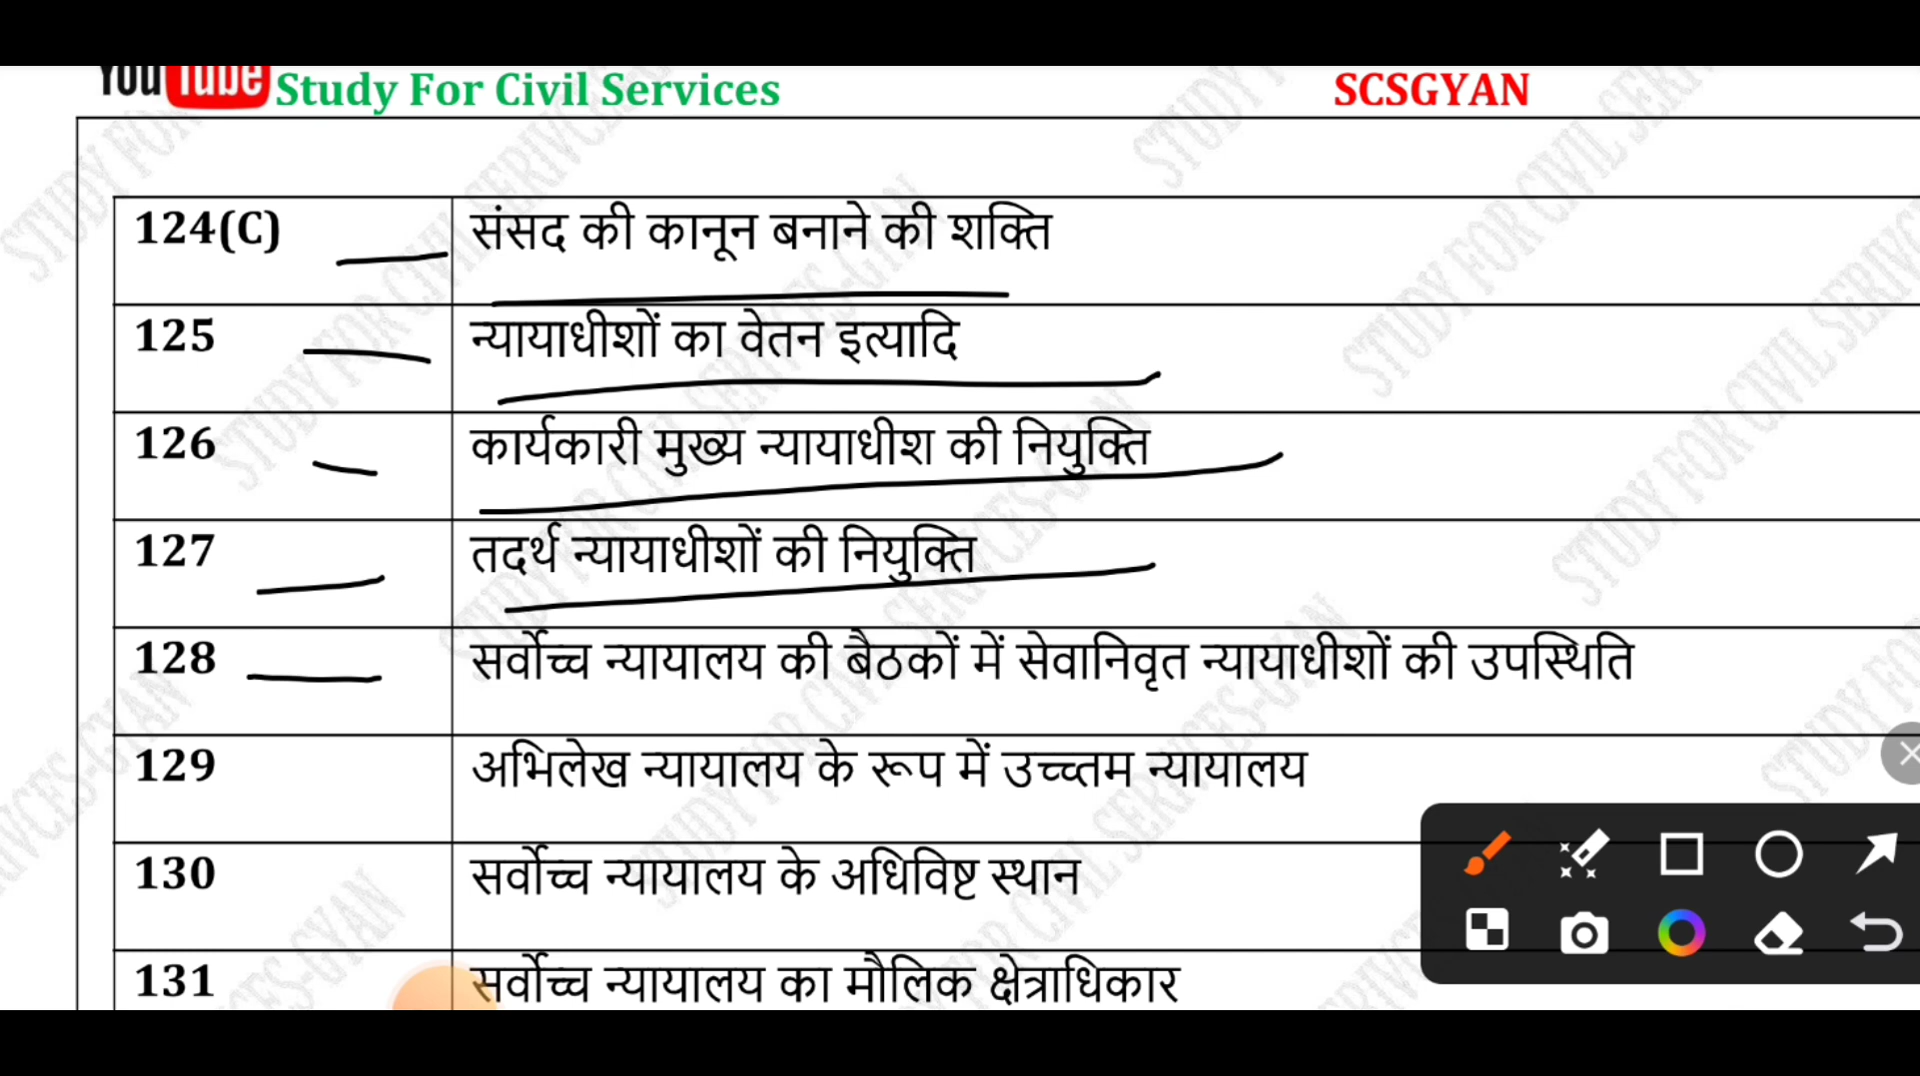 YouTube Study For Civil Services SCSGYAN
124(C) संसद की कानून बनाने की शक्ति
125 न्यायाधीशों का वेतन इत्यादि
126 कार्यकारी मुख्य न्यायाधीश की नियुक्ति
127 तदर्थ न्यायाधीशों की नियुक्ति
128 सर्वोच्च न्यायालय की बैठकों में सेवानिवृत न्यायाधीशों की उपस्थिति
129 अभिलेख न्यायालय के रूप में उच्च्तम न्यायालय
130 सर्वोच्च न्यायालय के अधिविष्ट स्थान
131 सर्वोच्च न्यायालय का मौलिक क्षेत्राधिकार